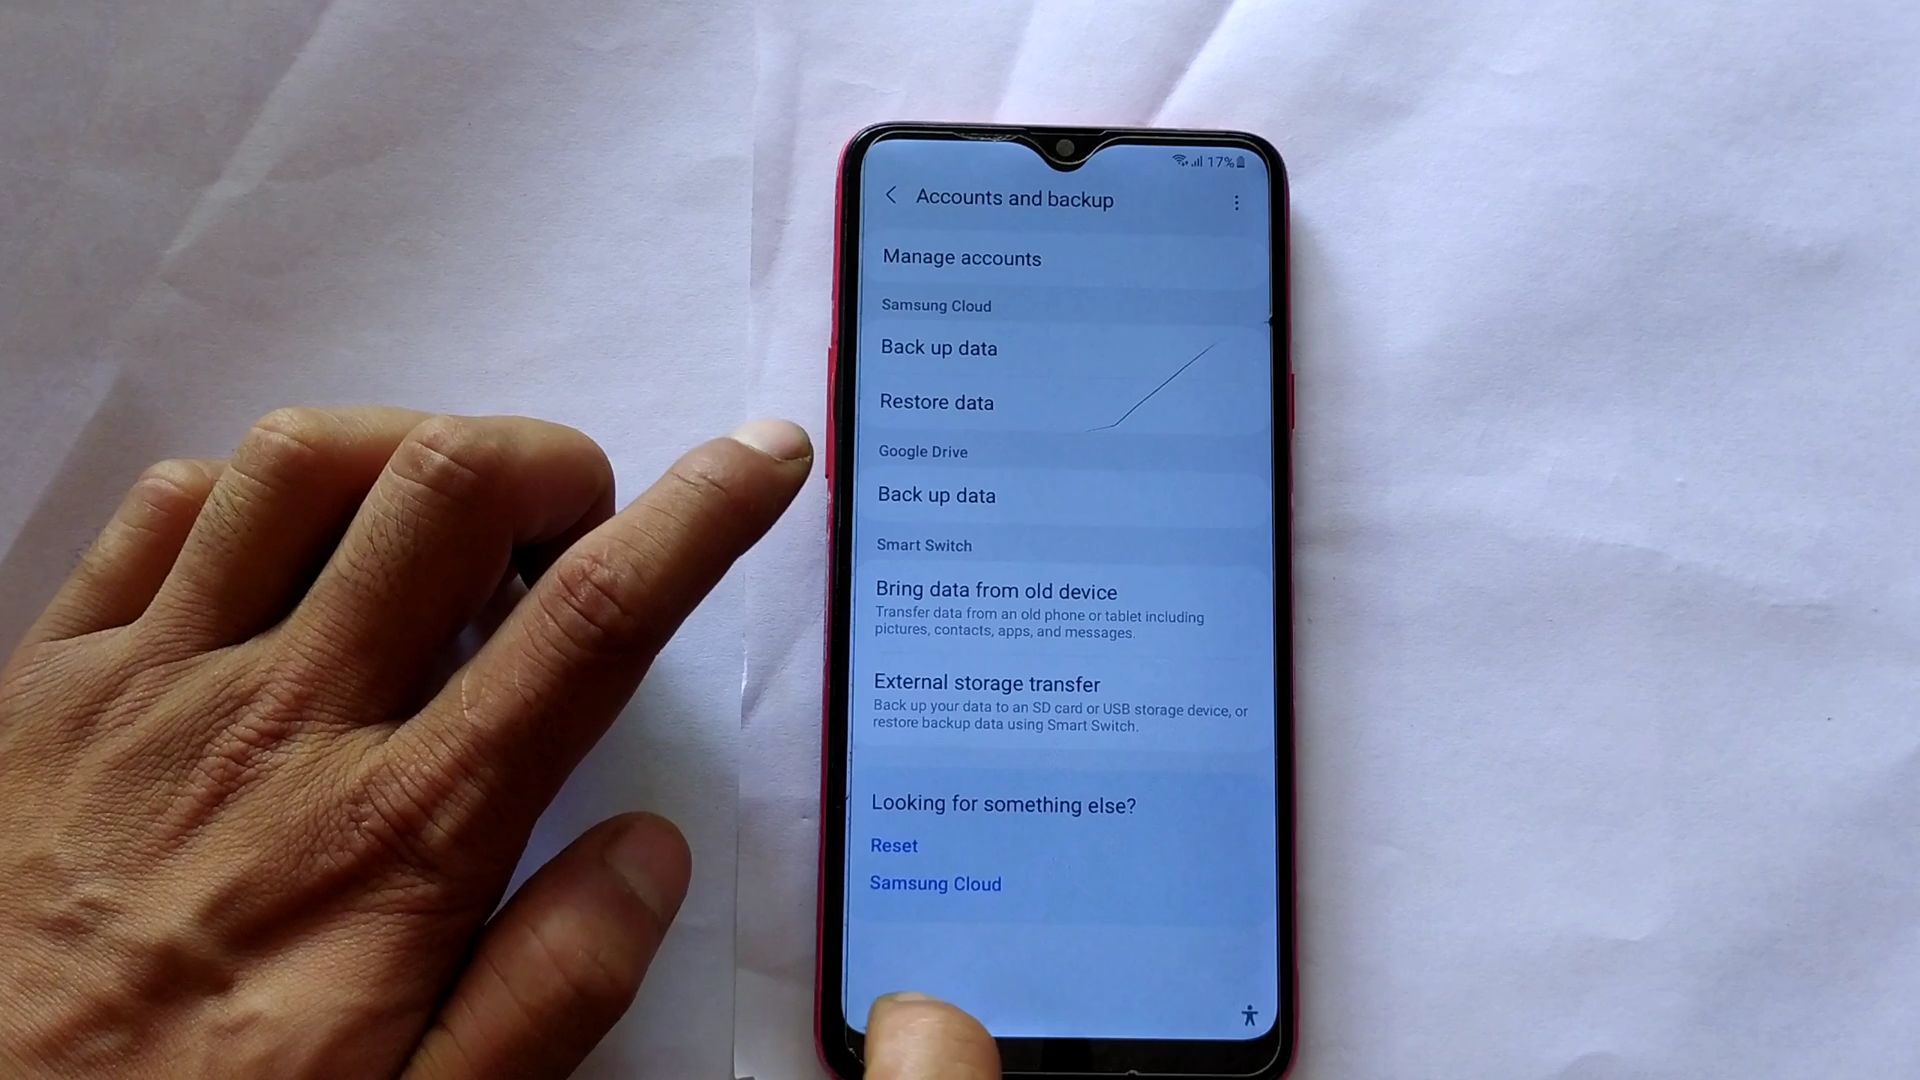 17%
Accounts and backup
Manage accounts
Samsung Cloud
Back up data
Restore data
Google Drive
Back up data
Smart Switch
Bring data from old device
Transfer data from an old phone or tablet including
pictures, contacts, apps, and messages.
External storage transfer
Back up your data to an SD card or USB storage device, or
restore backup data using Smart Switch.
Looking for something else?
Reset
Samsung Cloud